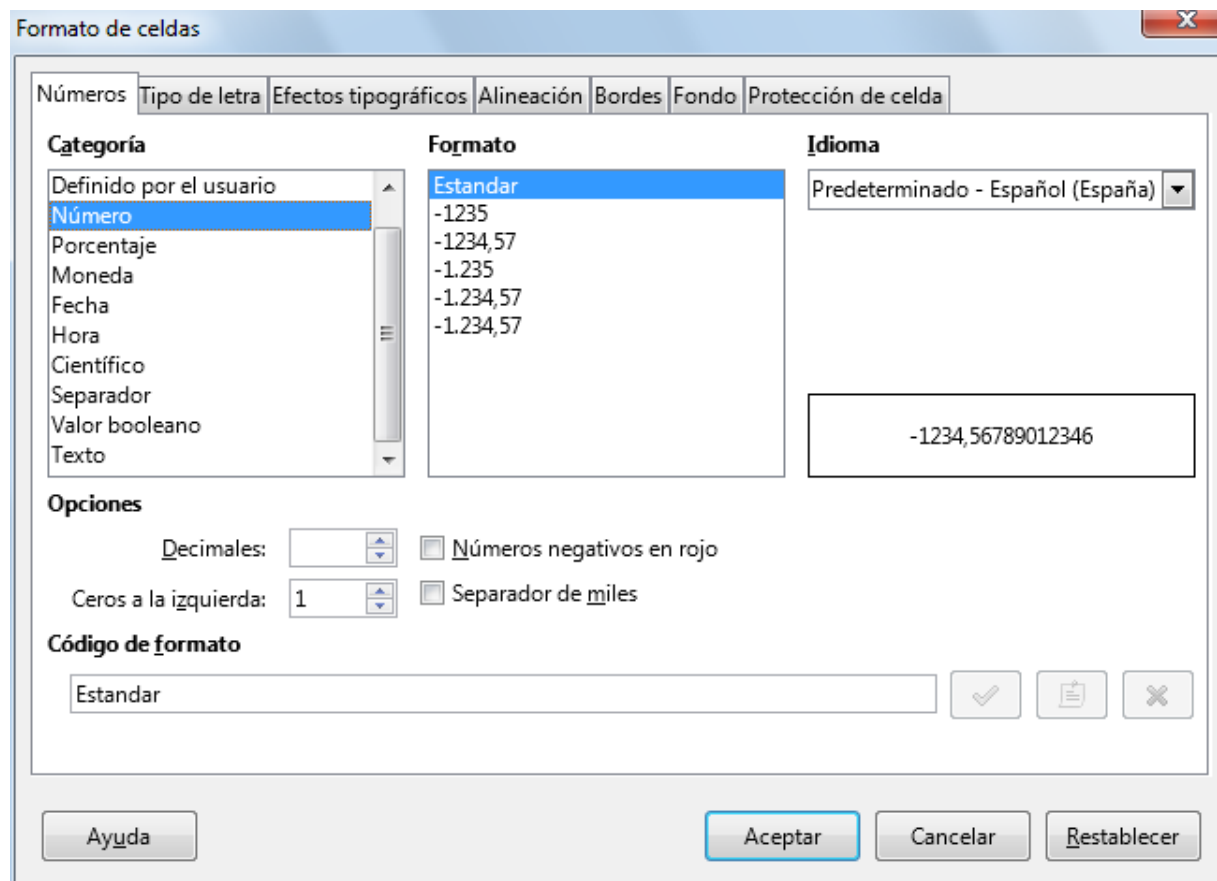 Formato de celdas
Números Tipo de letra Efectos tipográficos Alineación Bordes Fondo Protección de celda
Categoría
Definido por el usuario
Número
Porcentaje
Moneda
Fecha
Hora
Científico
Separador
Valor booleano
Texto
Formato
Estandar
-1235
-1234,57
-1.235
-1.234,57
-1.234,57
Idioma
Predeterminado - Español (España)
-1234,56789012346
Opciones
Decimales:
Números negativos en rojo
Ceros a la izquierda: 1
Separador de miles
Código de formato
Estandar
Ayuda Aceptar Cancelar Restablecer